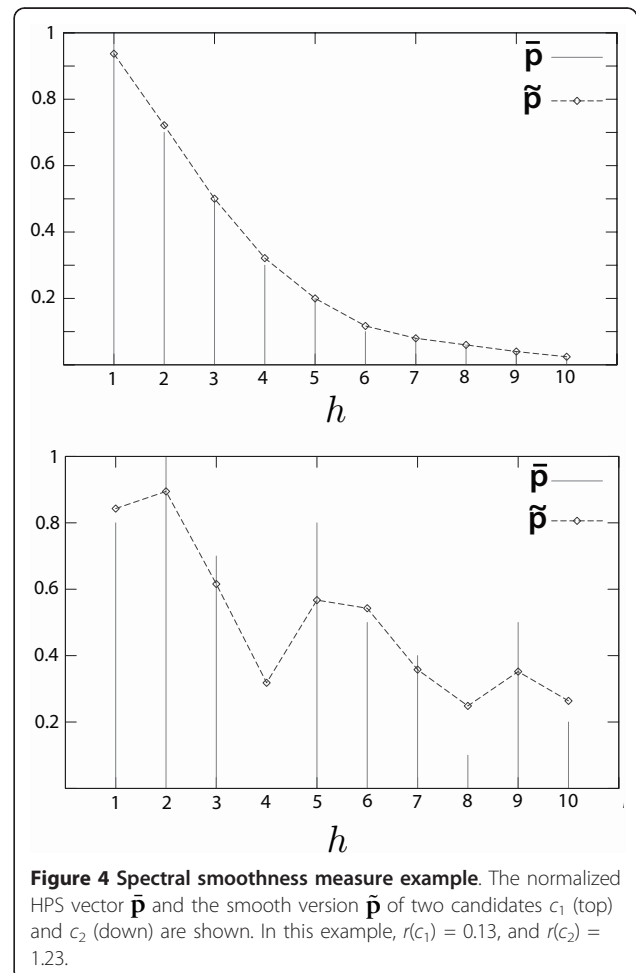 1
0.8
0.6
0.4
0.2
p̄
p̃
1 2 3 4 5 6 7 8 9 10
h
1
0.8
0.6
0.4
0.2
p̄
p̃
1 2 3 4 5 6 7 8 9 10
h
Figure 4 Spectral smoothness measure example. The normalized
HPS vector p̄ and the smooth version p̃ of two candidates c₁ (top)
and c₂ (down) are shown. In this example, r(c₁) = 0.13, and r(c₂) =
1.23.